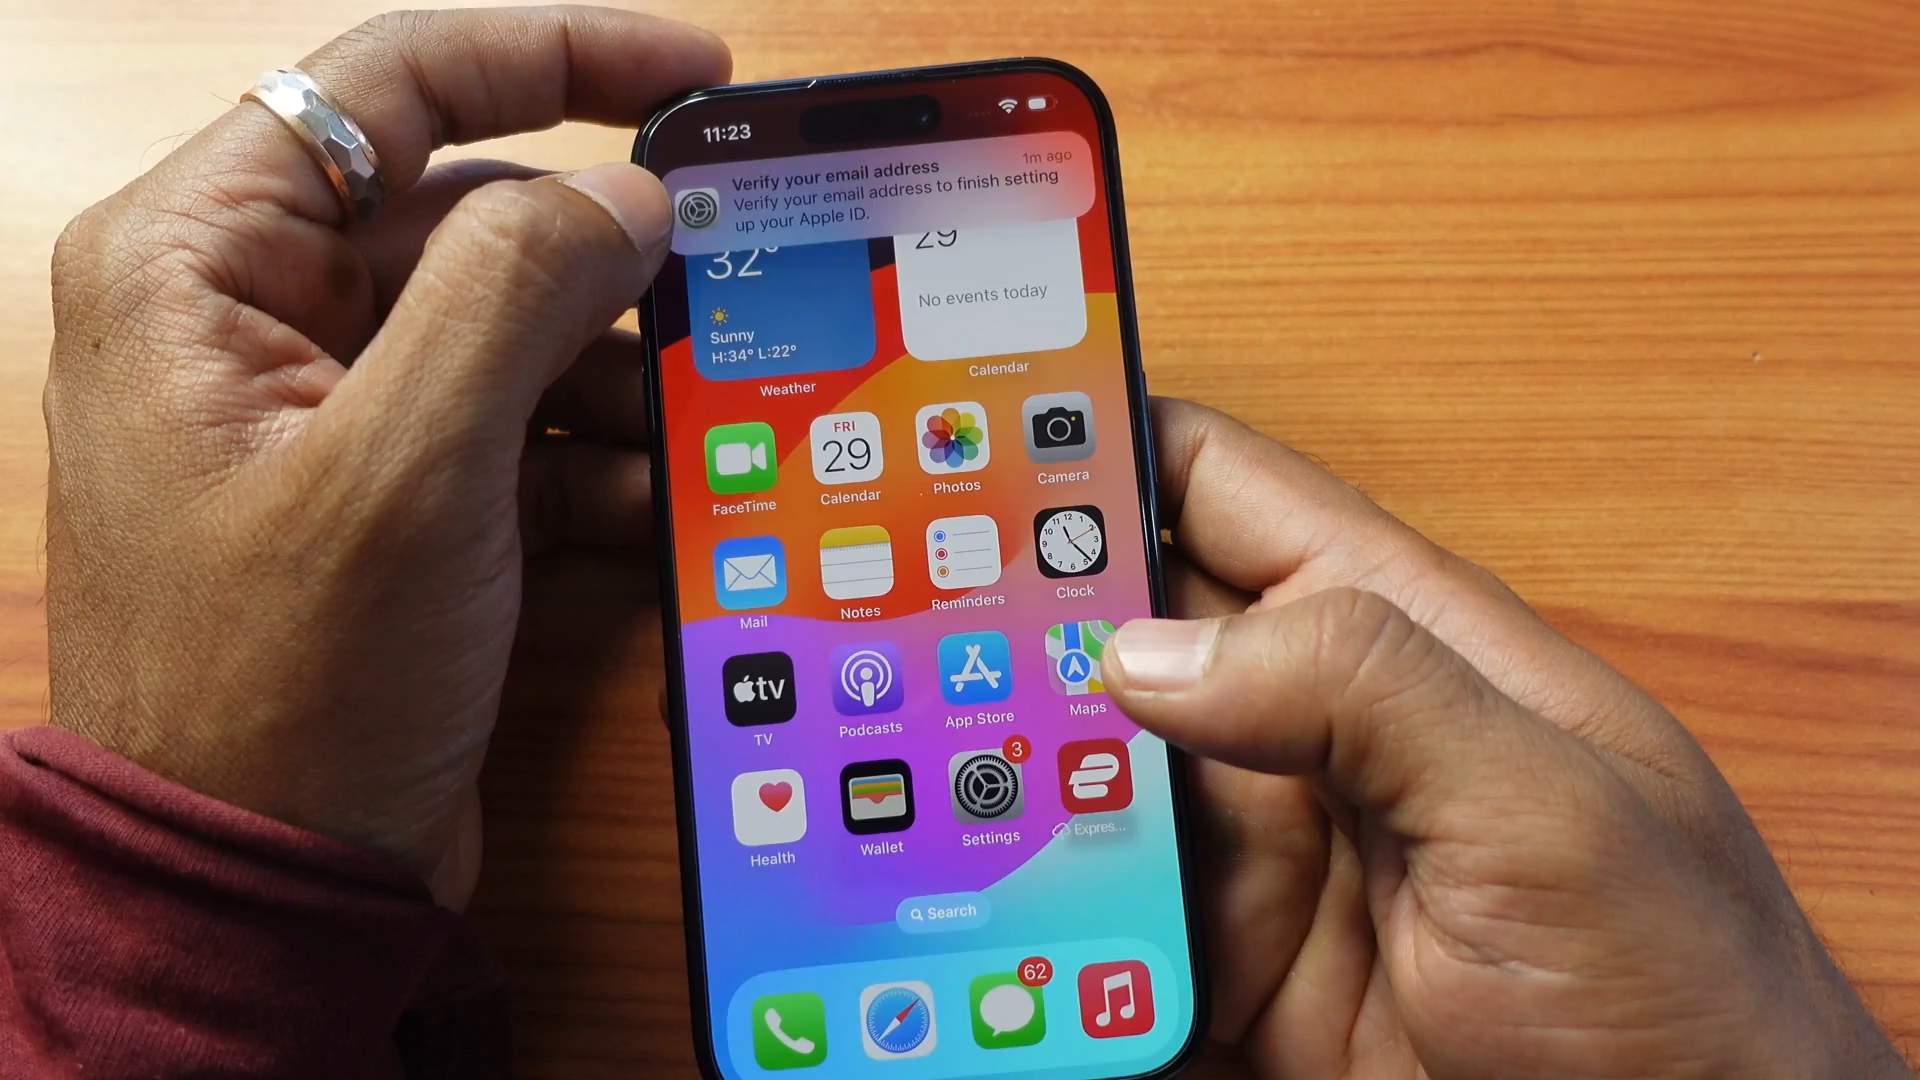 11:23
Verify your email address
1m ago
Verify your email address to finish setting
up your Apple ID.
32°
29
Sunny
H:34° L:22°
No events today
Weather
Calendar
FRI
29
FaceTime
Calendar
Photos
Camera
Mail
Notes
Reminders
Clock
tv
TV
Podcasts
App Store
Maps
3
Health
Wallet
Settings
Expres...
Search
62